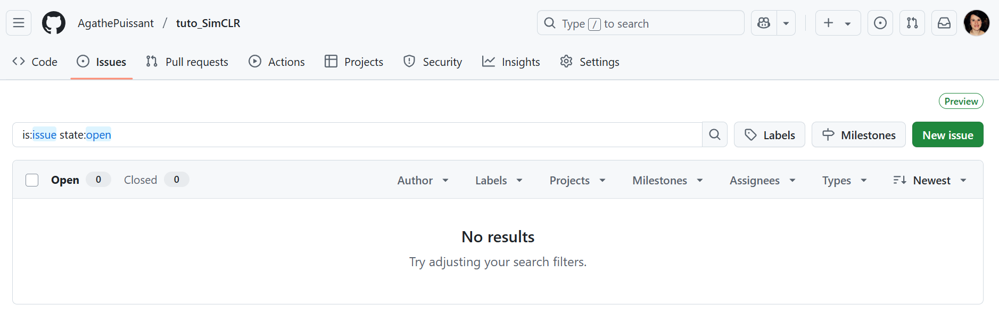 AgathePuissant / tuto_SimCLR
Type / to search
Code Issues Pull requests Actions Projects Security Insights Settings
Preview
is:issue state:open
Labels Milestones New issue
Open 0 Closed 0 Author Labels Projects Milestones Assignees Types Newest
No results
Try adjusting your search filters.